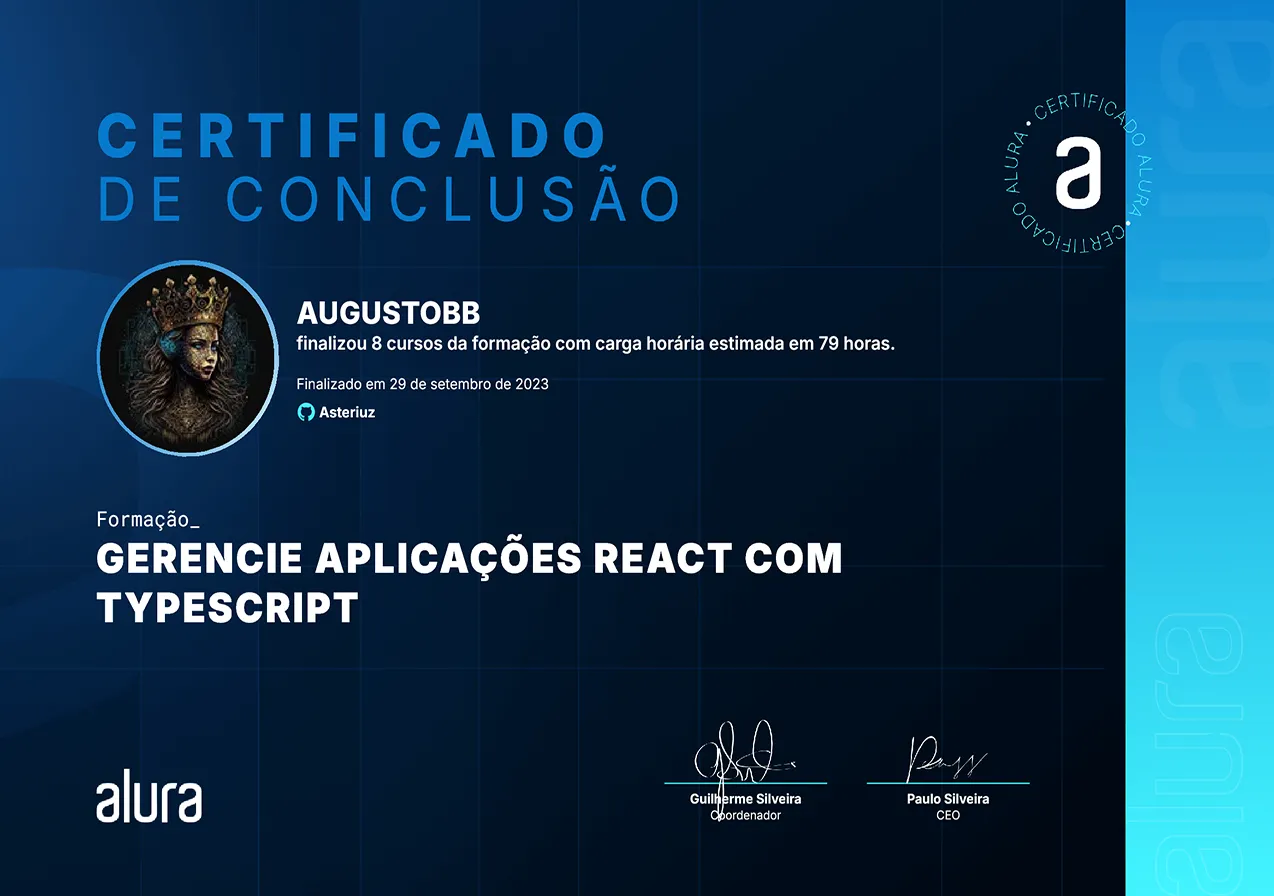 CERTIFICADO
DE CONCLUSÃO
CERTIFICADO ALURA • CERTIFICADO ALURA •
a
AUGUSTOBB
finalizou 8 cursos da formação com carga horária estimada em 79 horas.
Finalizado em 29 de setembro de 2023
Asteriuz
Formação_
GERENCIE APLICAÇÕES REACT COM
TYPESCRIPT
alura
Guilherme Silveira
Coordenador
Paulo Silveira
CEO
alura
alura